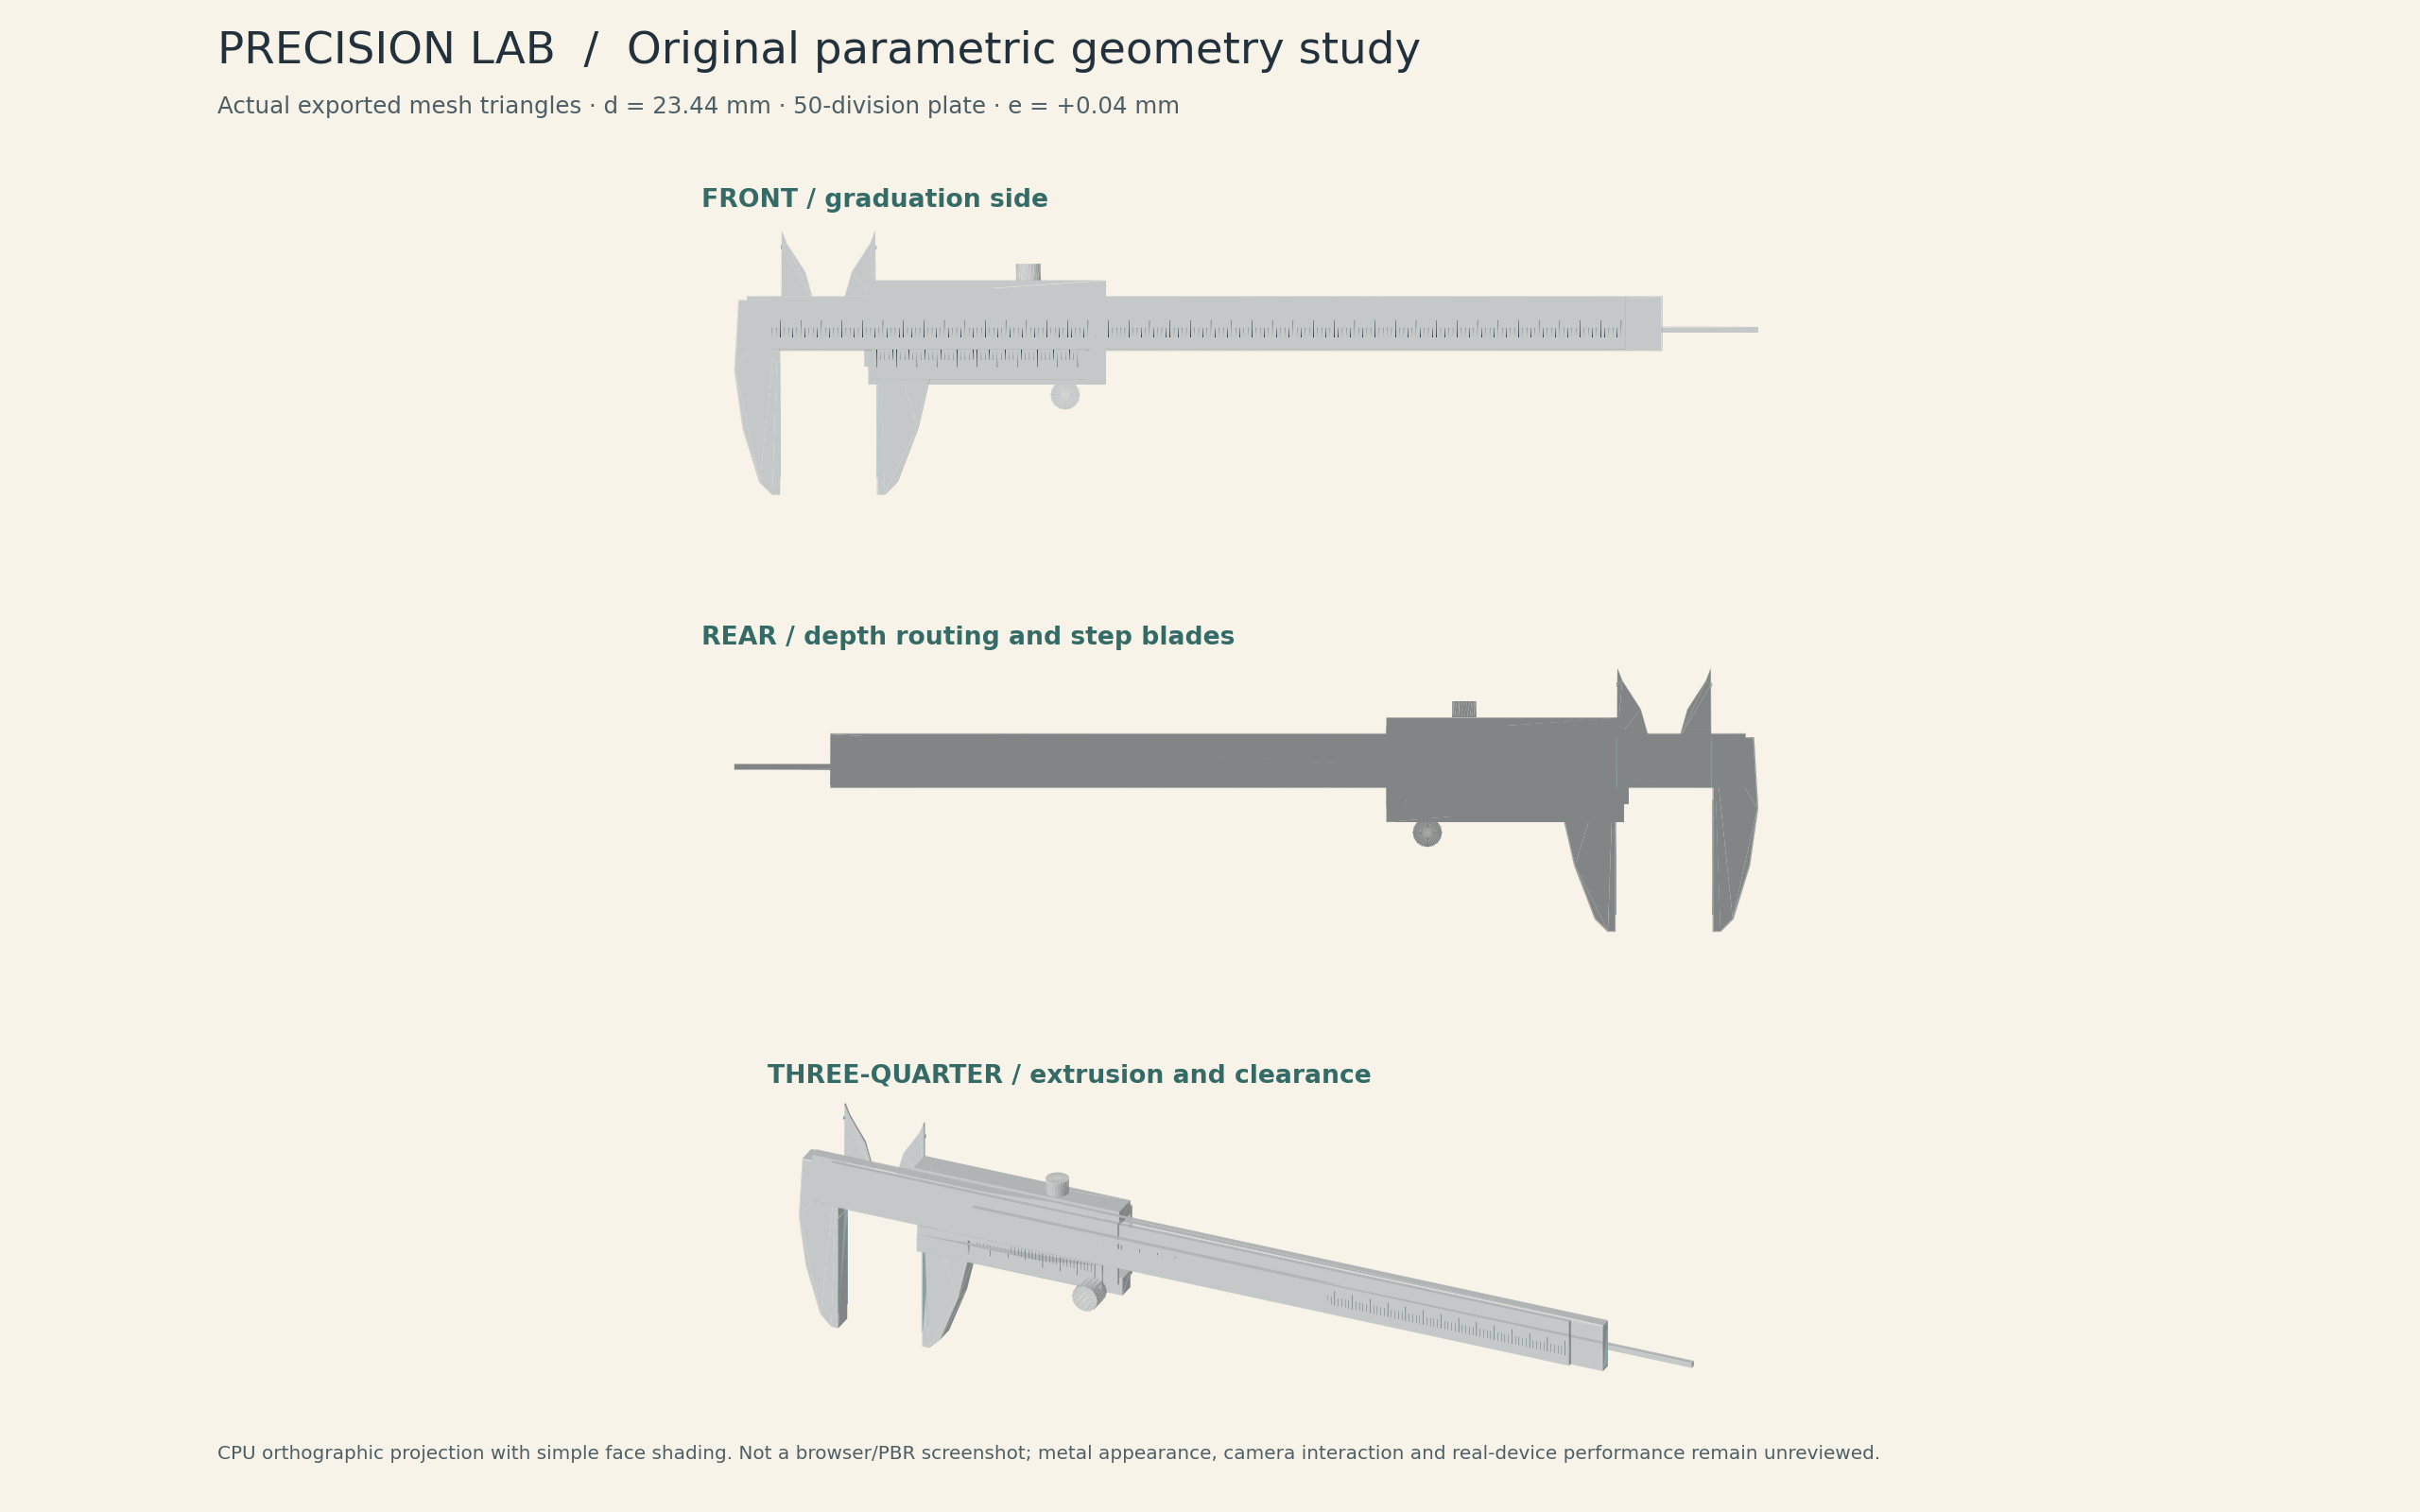 PRECISION LAB / Original parametric geometry study
Actual exported mesh triangles · d = 23.44 mm · 50-division plate · e = +0.04 mm
FRONT / graduation side
REAR / depth routing and step blades
THREE-QUARTER / extrusion and clearance
CPU orthographic projection with simple face shading. Not a browser/PBR screenshot; metal appearance, camera interaction and real-device performance remain unreviewed.